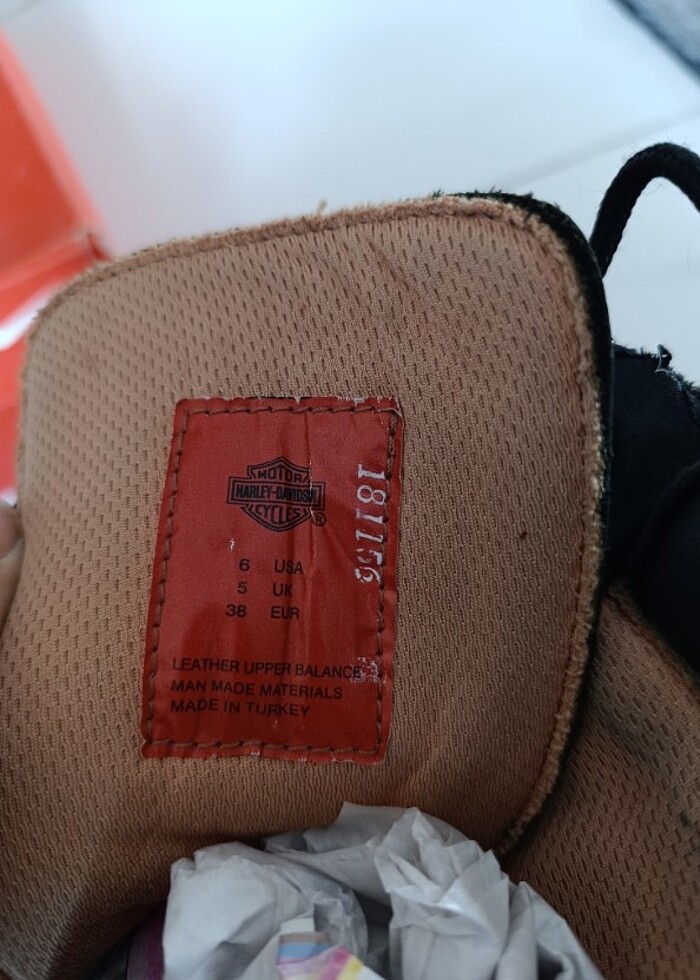 MOTOR
HARLEY-DAVIDSON
CYCLES
®
6 USA
5 UK
38 EUR
LEATHER UPPER BALANCE
MAN MADE MATERIALS
MADE IN TURKEY